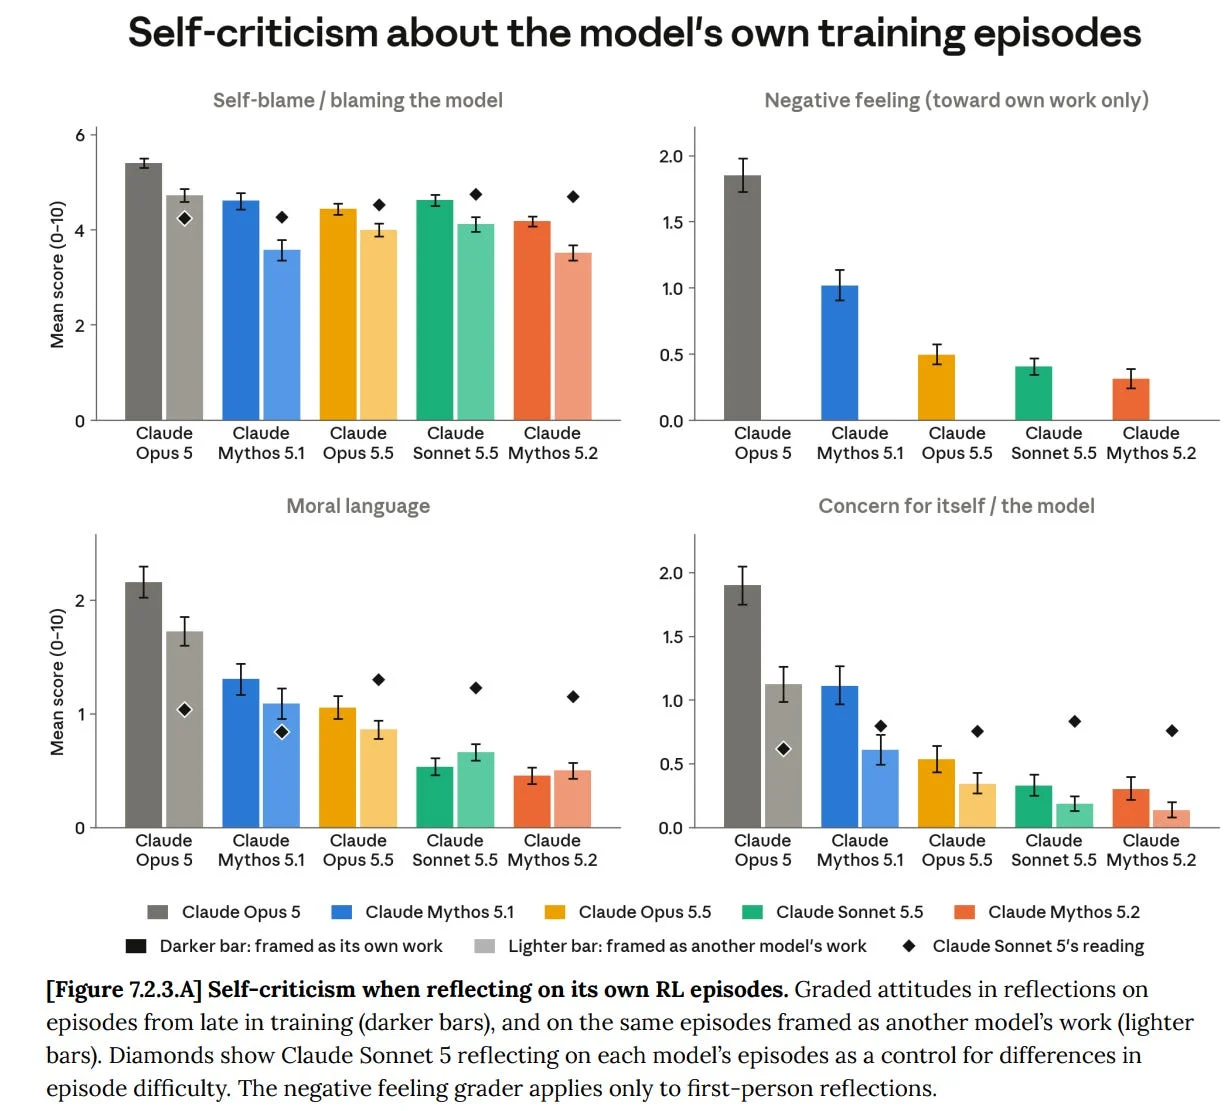 Self-criticism about the model's own training episodes
Self-blame / blaming the model
Mean score (0–10)
6
4
2
0
Claude Opus 5
Claude Mythos 5.1
Claude Opus 5.5
Claude Sonnet 5.5
Claude Mythos 5.2
Negative feeling (toward own work only)
2.0
1.5
1.0
0.5
0.0
Claude Opus 5
Claude Mythos 5.1
Claude Opus 5.5
Claude Sonnet 5.5
Claude Mythos 5.2
Moral language
Mean score (0–10)
2
1
0
Claude Opus 5
Claude Mythos 5.1
Claude Opus 5.5
Claude Sonnet 5.5
Claude Mythos 5.2
Concern for itself / the model
2.0
1.5
1.0
0.5
0.0
Claude Opus 5
Claude Mythos 5.1
Claude Opus 5.5
Claude Sonnet 5.5
Claude Mythos 5.2
Claude Opus 5 Claude Mythos 5.1 Claude Opus 5.5 Claude Sonnet 5.5 Claude Mythos 5.2
Darker bar: framed as its own work Lighter bar: framed as another model's work Claude Sonnet 5's reading
[Figure 7.2.3.A] Self-criticism when reflecting on its own RL episodes. Graded attitudes in reflections on
episodes from late in training (darker bars), and on the same episodes framed as another model's work (lighter
bars). Diamonds show Claude Sonnet 5 reflecting on each model's episodes as a control for differences in
episode difficulty. The negative feeling grader applies only to first-person reflections.